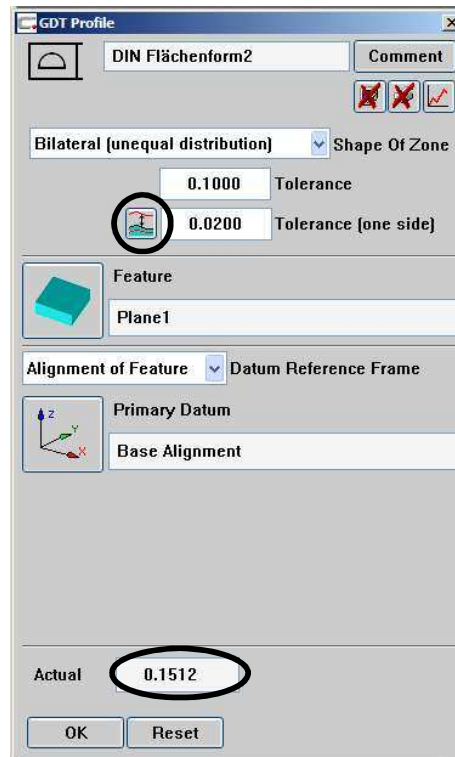 GDT Profile
DIN Flächenform2
Comment
Bilateral (unequal distribution) Shape Of Zone
0.1000 Tolerance
0.0200 Tolerance (one side)
Feature
Plane1
Alignment of Feature Datum Reference Frame
Z Y X
Primary Datum
Base Alignment
Actual 0.1512
OK Reset